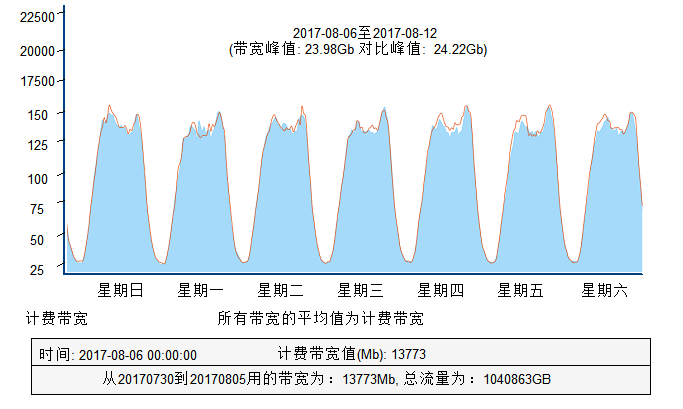 2017-08-06至2017-08-12
(带宽峰值: 23.98Gb 对比峰值: 24.22Gb)
22500
20000
17500
150
125
100
75
50
25
星期日 星期一 星期二 星期三 星期四 星期五 星期六
计费带宽 所有带宽的平均值为计费带宽
时间: 2017-08-06 00:00:00 计费带宽值(Mb): 13773
从20170730到20170805用的带宽为：13773Mb, 总流量为：1040863GB